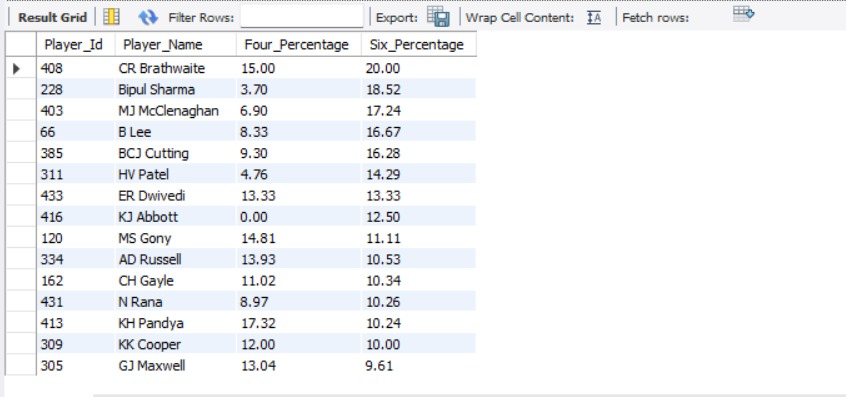 Result Grid Filter Rows: Export: Wrap Cell Content: Fetch rows:
Player_Id Player_Name Four_Percentage Six_Percentage
408 CR Brathwaite 15.00 20.00
228 Bipul Sharma 3.70 18.52
403 MJ McClenaghan 6.90 17.24
66 B Lee 8.33 16.67
385 BCJ Cutting 9.30 16.28
311 HV Patel 4.76 14.29
433 ER Dwivedi 13.33 13.33
416 KJ Abbott 0.00 12.50
120 MS Gony 14.81 11.11
334 AD Russell 13.93 10.53
162 CH Gayle 11.02 10.34
431 N Rana 8.97 10.26
413 KH Pandya 17.32 10.24
309 KK Cooper 12.00 10.00
305 GJ Maxwell 13.04 9.61